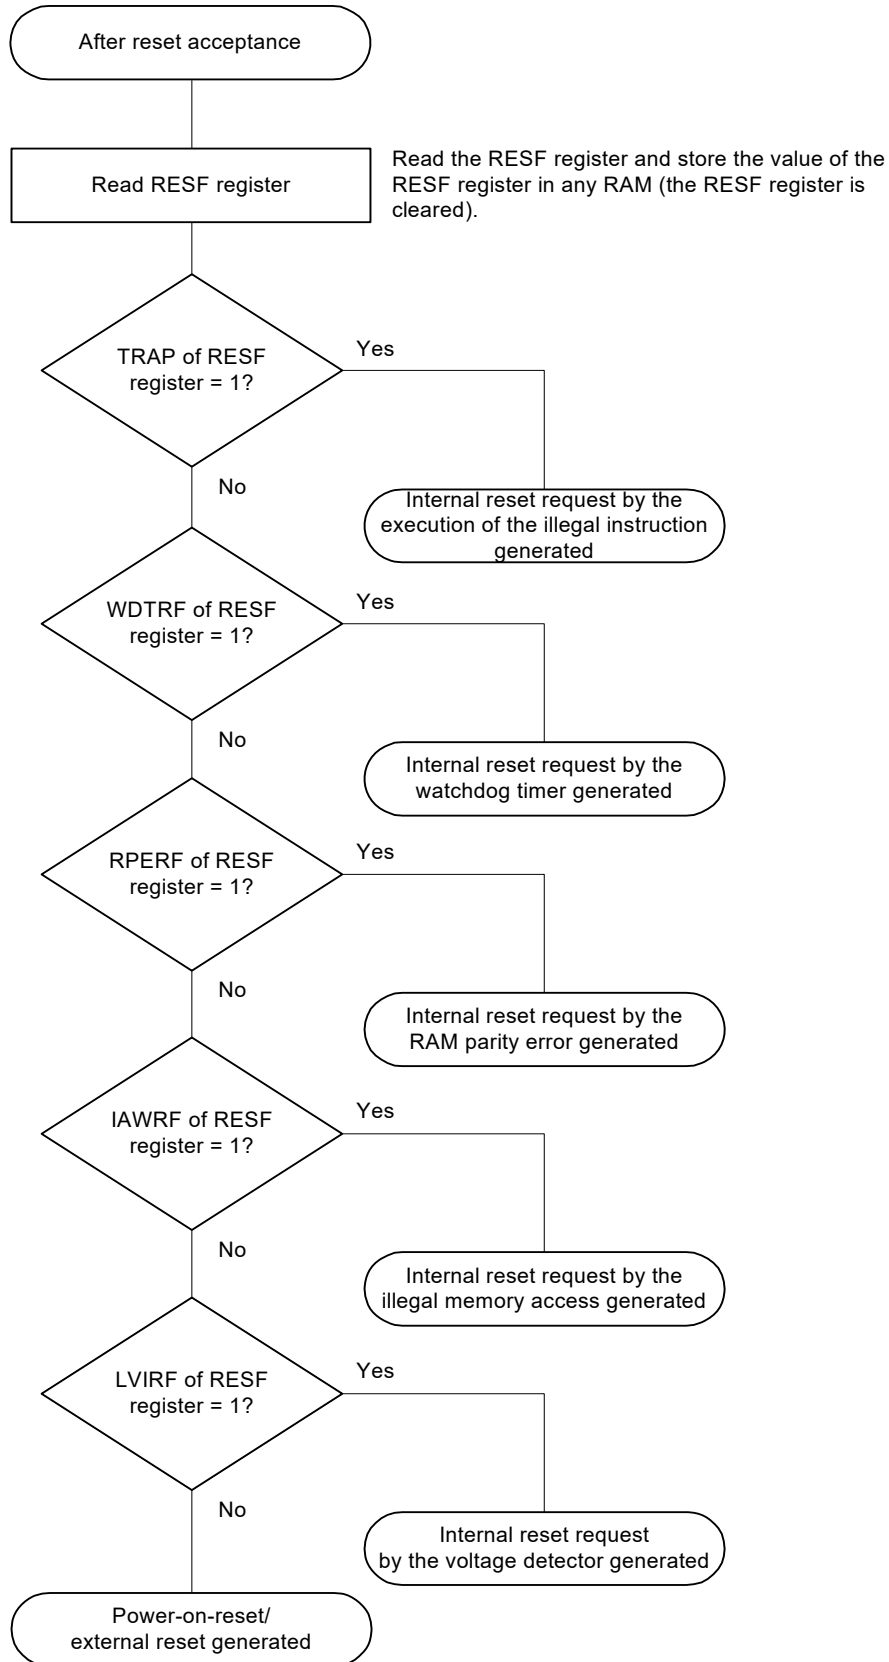 After reset acceptance
Read RESF register
Read the RESF register and store the value of the
RESF register in any RAM (the RESF register is
cleared).
TRAP of RESF
register = 1?
Yes
No
Internal reset request by the
execution of the illegal instruction
generated
WDTRF of RESF
register = 1?
Yes
No
Internal reset request by the
watchdog timer generated
RPERF of RESF
register = 1?
Yes
No
Internal reset request by the
RAM parity error generated
IAWRF of RESF
register = 1?
Yes
No
Internal reset request by the
illegal memory access generated
LVIRF of RESF
register = 1?
Yes
No
Internal reset request
by the voltage detector generated
Power-on-reset/
external reset generated